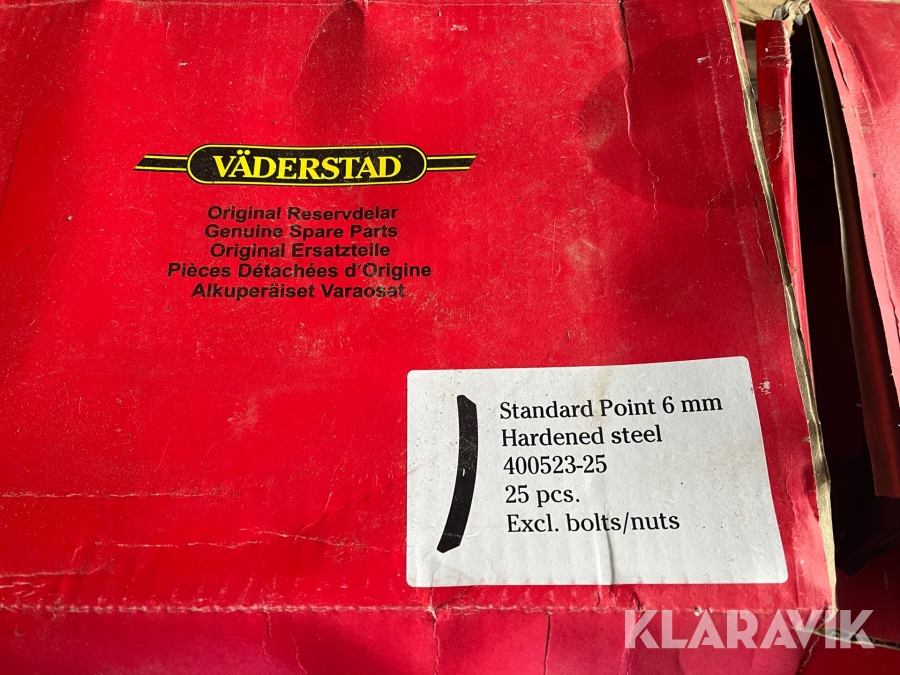 VÄDERSTAD
Original Reservdelar
Genuine Spare Parts
Original Ersatzteile
Pièces Détachées d'Origine
Alkuperäiset Varaosat
Standard Point 6 mm
Hardened steel
400523-25
25 pcs.
Excl. bolts/nuts
KLARAVIK